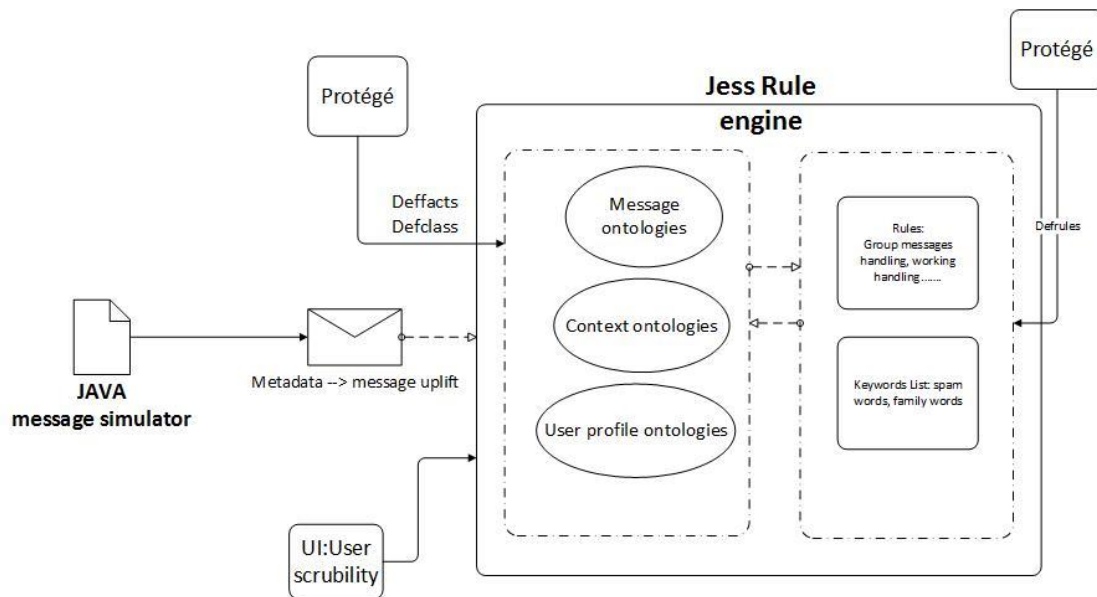 Protégé
Protégé
Jess Rule
engine
Deffacts
Defclass
Message
ontologies
Rules:
Group messages
handling, working
handling.......
Defrules
Context ontologies
JAVA
message simulator
Metadata --> message uplift
Keywords List: spam
words, family words
User profile ontologies
UI:User
scrubility